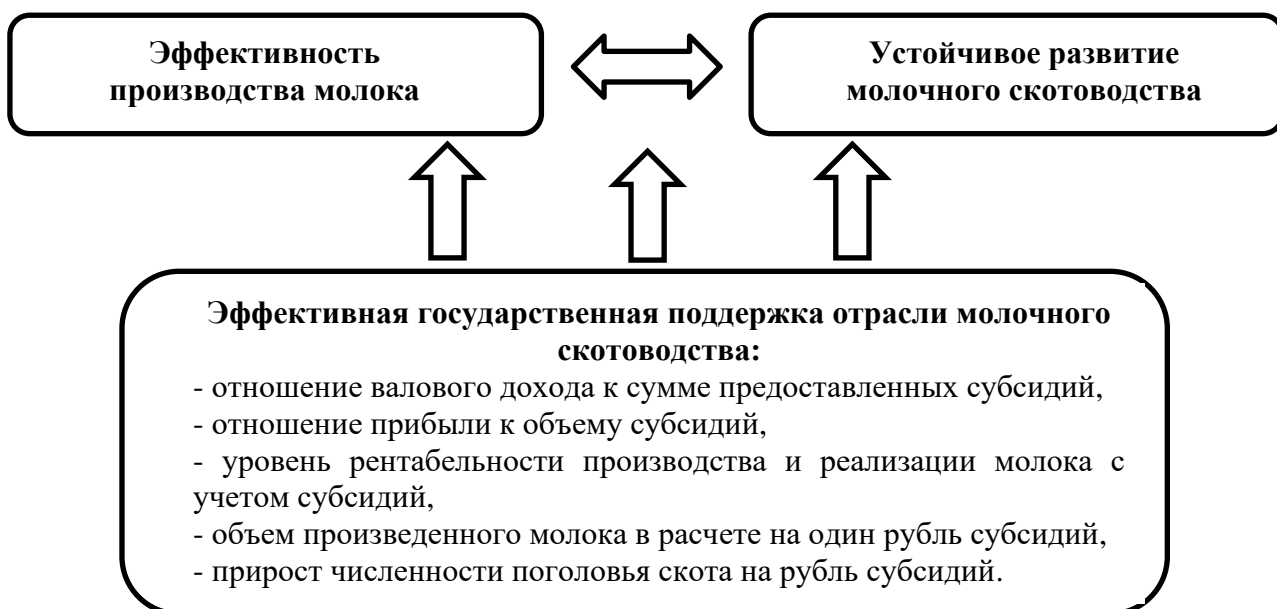 Эффективность
производства молока
Устойчивое развитие
молочного скотоводства
Эффективная государственная поддержка отрасли молочного
скотоводства:
- отношение валового дохода к сумме предоставленных субсидий,
- отношение прибыли к объему субсидий,
- уровень рентабельности производства и реализации молока с
учетом субсидий,
- объем произведенного молока в расчете на один рубль субсидий,
- прирост численности поголовья скота на рубль субсидий.